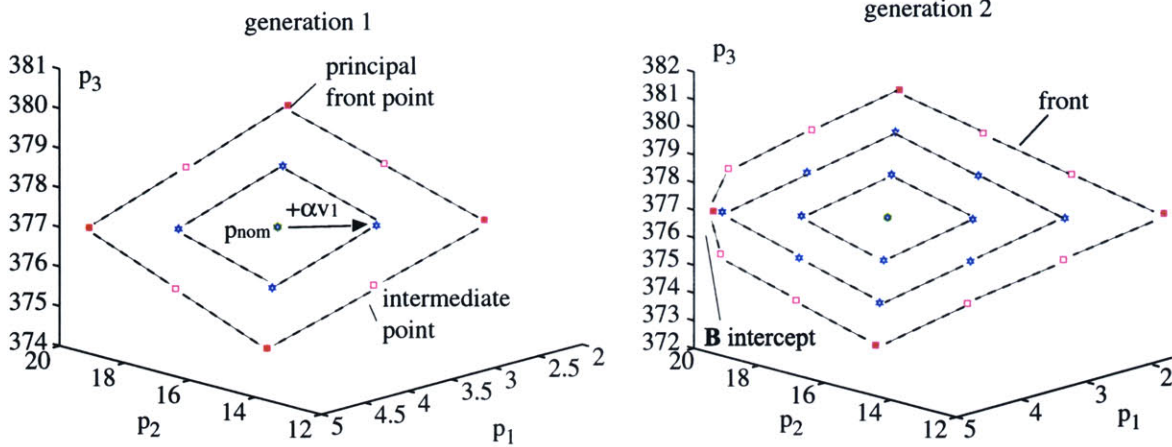 generation 1
381
380
379
378
377
376
375
374
p3
principal
front point
+αv1
pnom
intermediate
point
20
18
16
14
12
p2
5
4.5
4
3.5
3
2.5
2
p1
generation 2
382
381
380
379
378
377
376
375
374
373
372
p3
front
B intercept
20
18
16
14
12
p2
5
4
3
2
p1